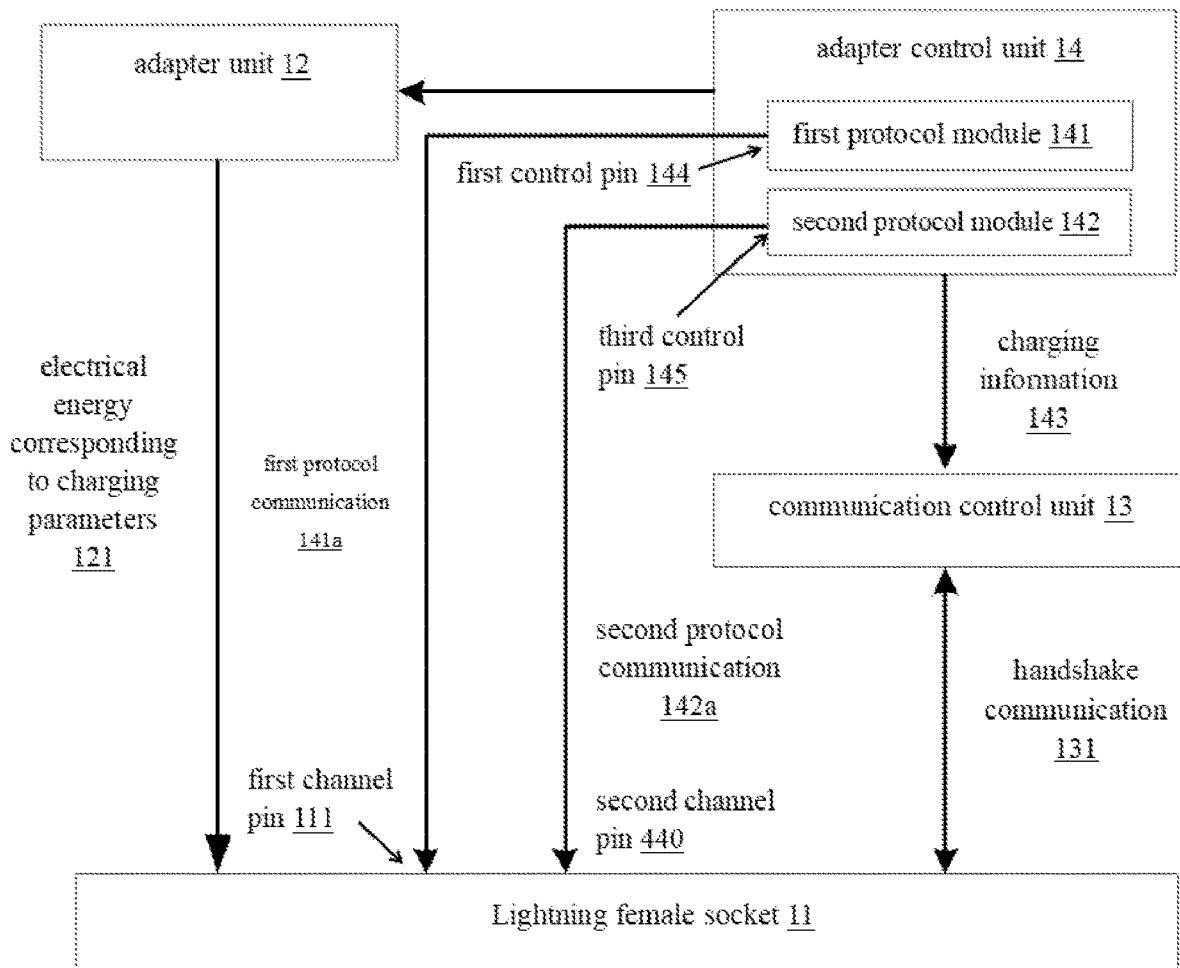 adapter unit 12
adapter control unit 14
first protocol module 141
first control pin 144
second protocol module 142
third control
pin 145
charging
information
143
electrical
energy
corresponding
to charging
parameters
121
first protocol
communication
141a
communication control unit 13
second protocol
communication
142a
handshake
communication
131
first channel
pin 111
second channel
pin 440
Lightning female socket 11